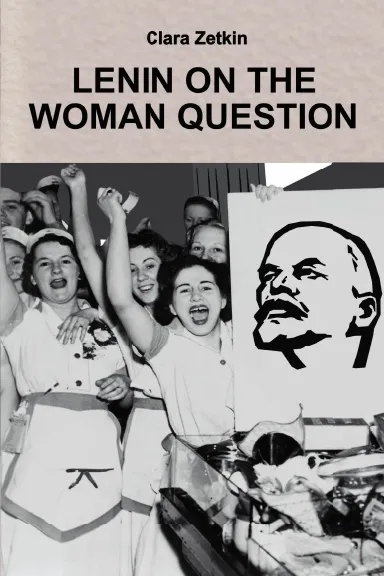 Clara Zetkin
LENIN ON THE
WOMAN QUESTION